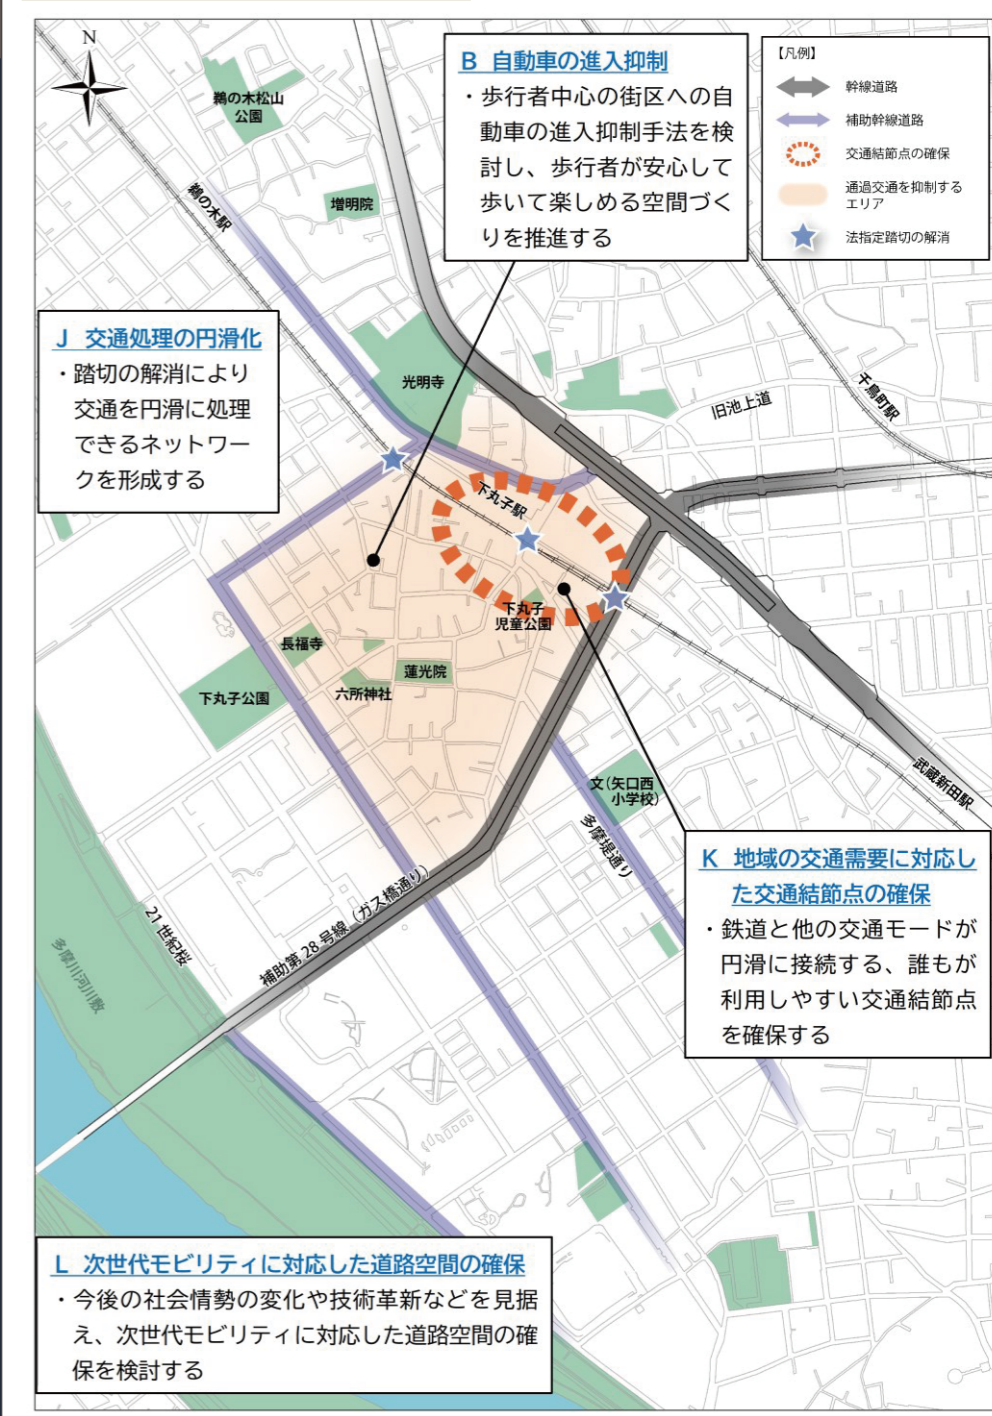 N
B 自動車の進入抑制
・歩行者中心の街区への自
動車の進入抑制手法を検
討し、歩行者が安心して
歩いて楽しめる空間づく
りを推進する
【凡例】
幹線道路
補助幹線道路
交通結節点の確保
通過交通を抑制する
エリア
法指定踏切の解消
鵜の木松山
公園
増明院
鵜の木駅
J 交通処理の円滑化
・踏切の解消により
交通を円滑に処理
できるネットワー
クを形成する
光明寺
旧池上道
千鳥町駅
下丸子駅
下丸子
児童公園
長福寺
蓮光院
六所神社
下丸子公園
武蔵新田駅
文(矢口西
小学校)
多摩堤通り
補助第28号線(ガス橋通り)
21世紀桜
多摩川河川敷
K 地域の交通需要に対応し
た交通結節点の確保
・鉄道と他の交通モードが
円滑に接続する、誰もが
利用しやすい交通結節点
を確保する
L 次世代モビリティに対応した道路空間の確保
・今後の社会情勢の変化や技術革新などを見据
え、次世代モビリティに対応した道路空間の確
保を検討する